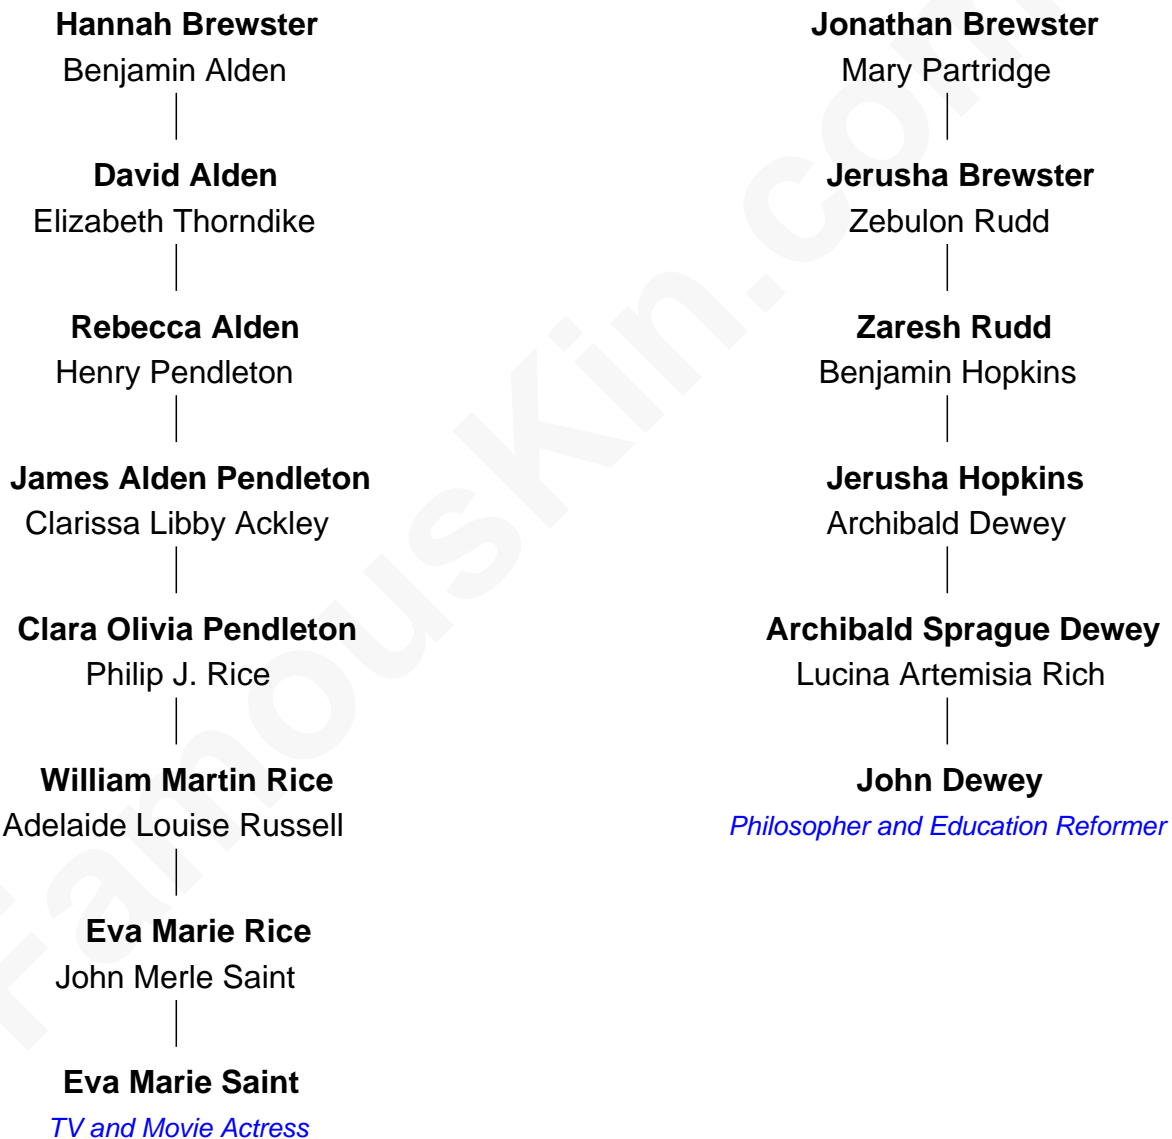 Hannah Brewster
Benjamin Alden
David Alden
Elizabeth Thorndike
Rebecca Alden
Henry Pendleton
James Alden Pendleton
Clarissa Libby Ackley
Clara Olivia Pendleton
Philip J. Rice
William Martin Rice
Adelaide Louise Russell
Eva Marie Rice
John Merle Saint
Eva Marie Saint
TV and Movie Actress
Jonathan Brewster
Mary Partridge
Jerusha Brewster
Zebulon Rudd
Zaresh Rudd
Benjamin Hopkins
Jerusha Hopkins
Archibald Dewey
Archibald Sprague Dewey
Lucina Artemisia Rich
John Dewey
Philosopher and Education Reformer
FamousKin.com